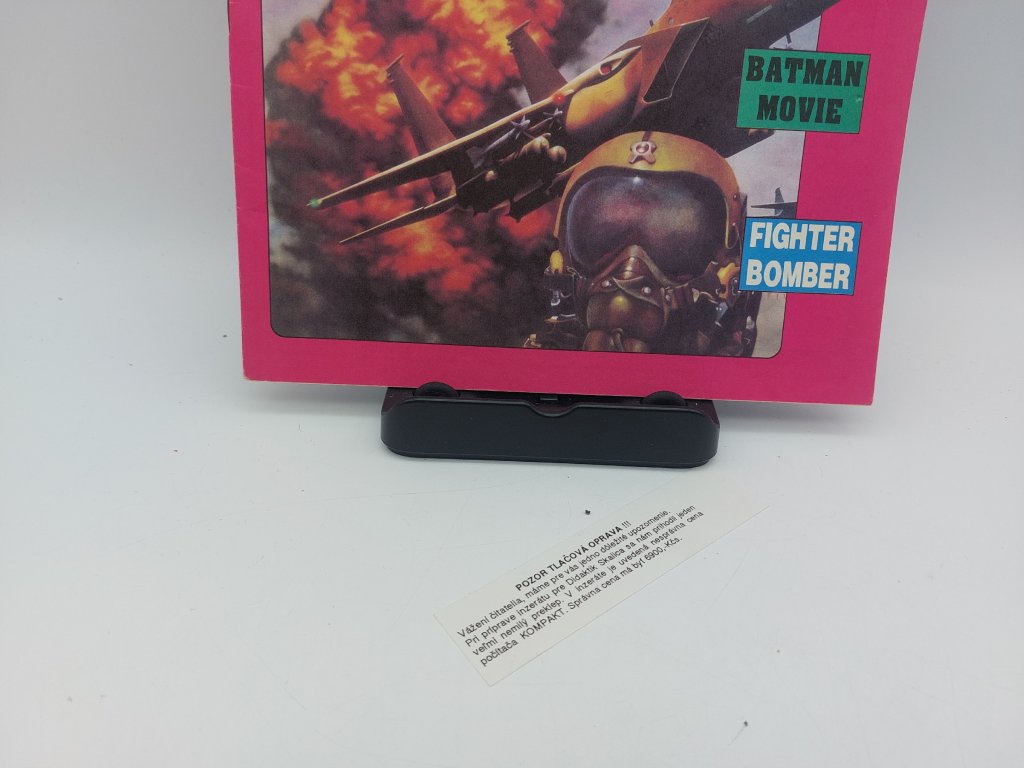 BATMAN
MOVIE
FIGHTER
BOMBER
POZOR TLAČOVÁ OPRAVA !!!
Vážení čitatelia, máme pre vás jedno dôležité upozornenie.
Pri príprave inzerátu pre Didaktik Skalica sa nám prihodil jeden
veľmi nemilý preklep. V inzeráte je uvedená nesprávna cena
počítača KOMPAKT. Správna cena má byť 6900,-Kčs.